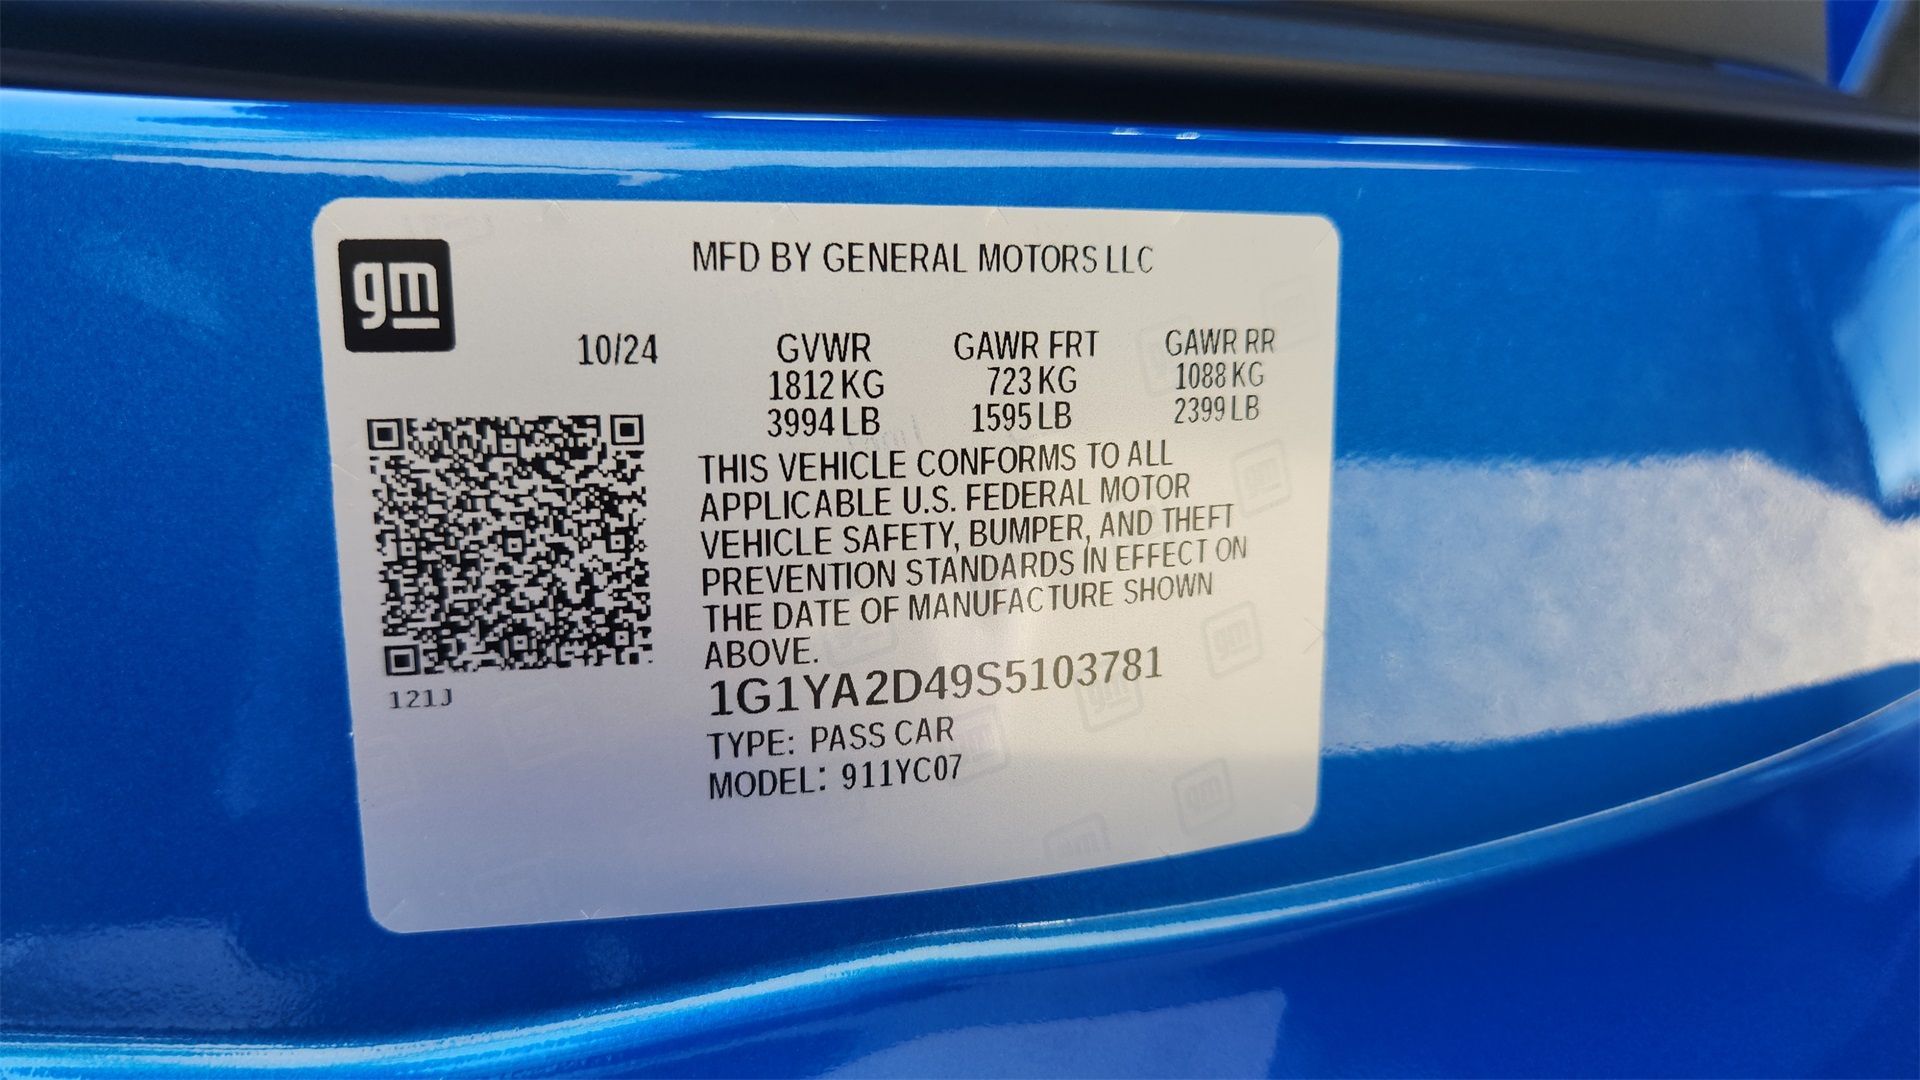 gm
MFD BY GENERAL MOTORS LLC
10/24 GVWR GAWR FRT GAWR RR
1812 KG 723 KG 1088 KG
3994 LB 1595 LB 2399 LB
THIS VEHICLE CONFORMS TO ALL
APPLICABLE U.S. FEDERAL MOTOR
VEHICLE SAFETY, BUMPER, AND THEFT
PREVENTION STANDARDS IN EFFECT ON
THE DATE OF MANUFACTURE SHOWN
ABOVE.
1G1YA2D49S5103781
121J
TYPE: PASS CAR
MODEL: 911YC07